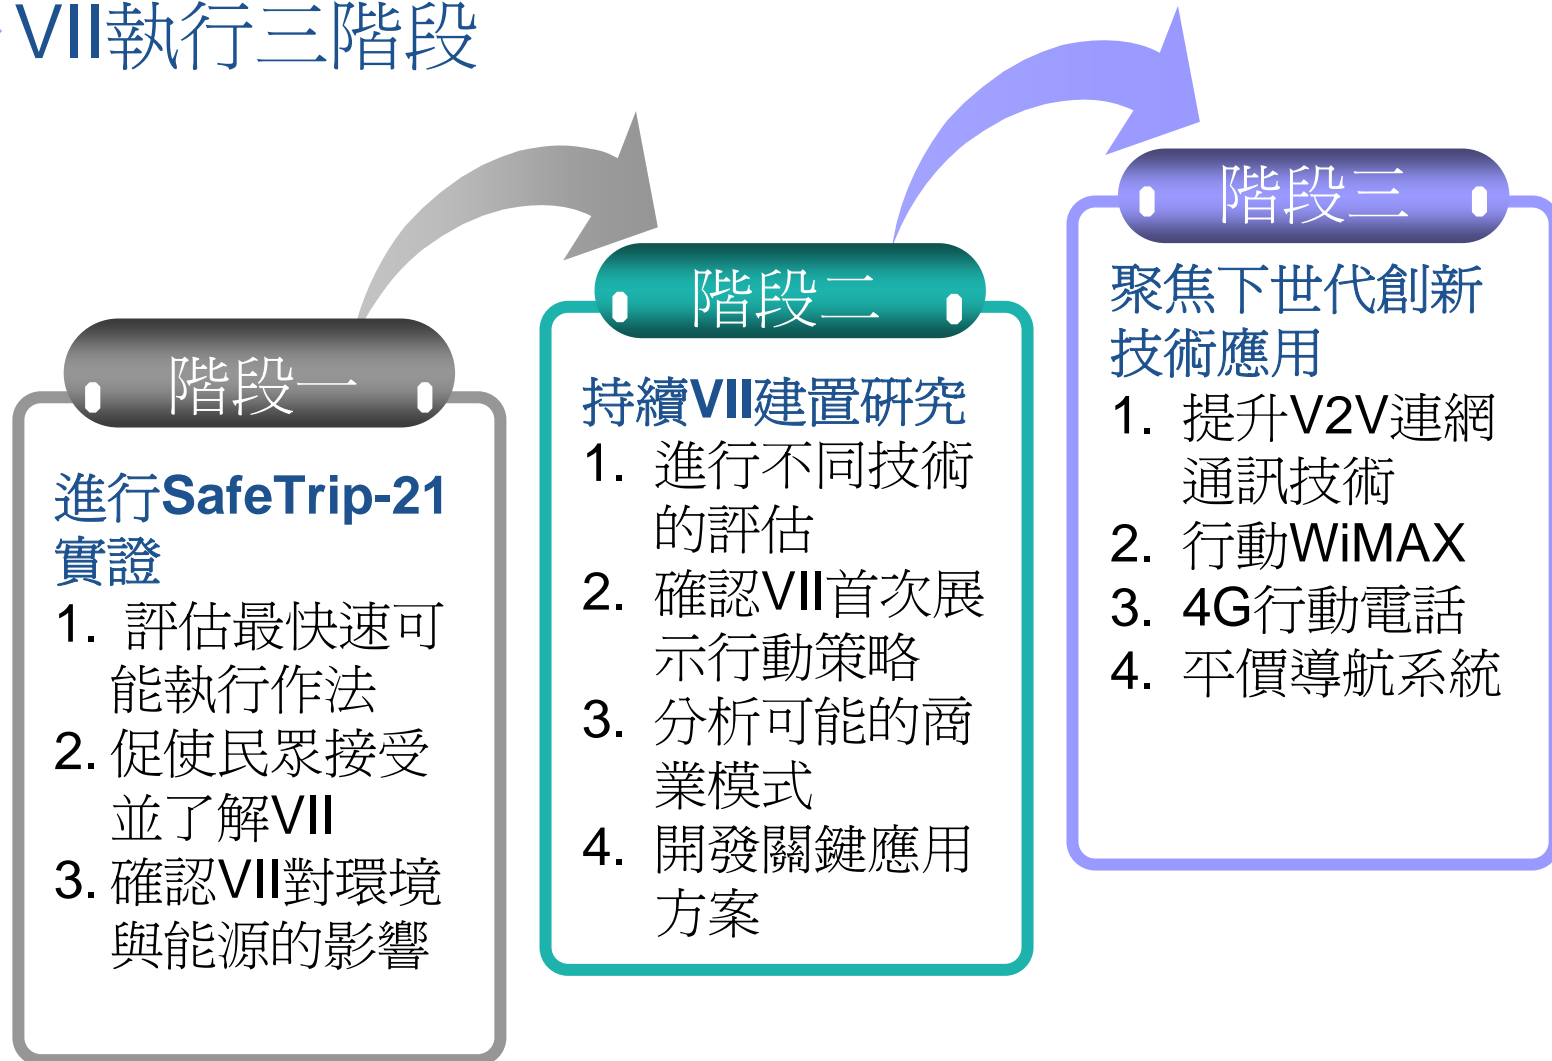 VII執行三階段
階段一
進行SafeTrip-21
實證
1. 評估最快速可
能執行作法
2. 促使民眾接受
並了解VII
3. 確認VII對環境
與能源的影響
階段二
持續VII建置研究
1. 進行不同技術
的評估
2. 確認VII首次展
示行動策略
3. 分析可能的商
業模式
4. 開發關鍵應用
方案
階段三
聚焦下世代創新
技術應用
1. 提升V2V連網
通訊技術
2. 行動WiMAX
3. 4G行動電話
4. 平價導航系統